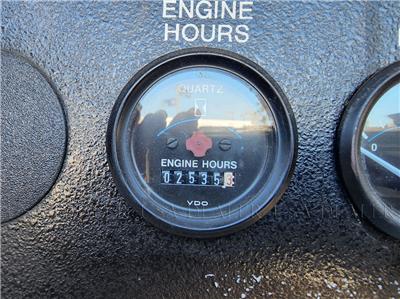 ENGINE
HOURS
QUARTZ
ENGINE HOURS
02535
VDO
0